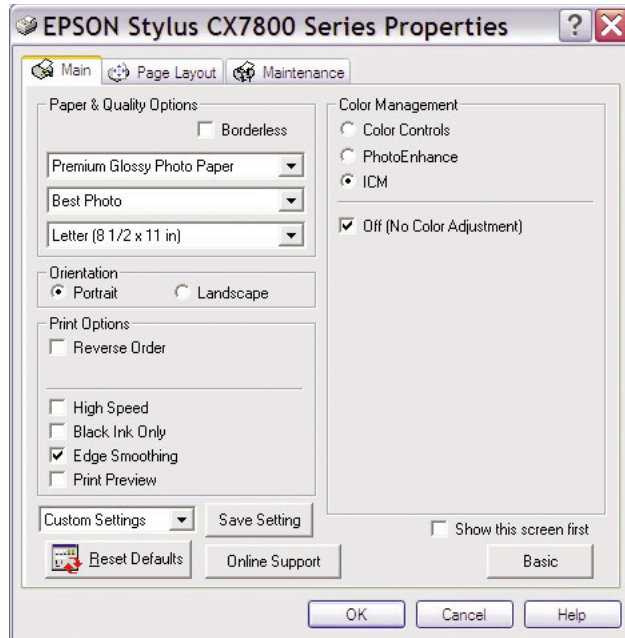 EPSON Stylus CX7800 Series Properties
Main
Page Layout
Maintenance
Paper & Quality Options
Borderless
Premium Glossy Photo Paper
Best Photo
Letter (8 1/2 x 11 in)
Orientation
Portrait
Landscape
Print Options
Reverse Order
High Speed
Black Ink Only
Edge Smoothing
Print Preview
Color Management
Color Controls
PhotoEnhance
ICM
Off (No Color Adjustment)
Custom Settings
Save Setting
Show this screen first
Reset Defaults
Online Support
Basic
OK
Cancel
Help